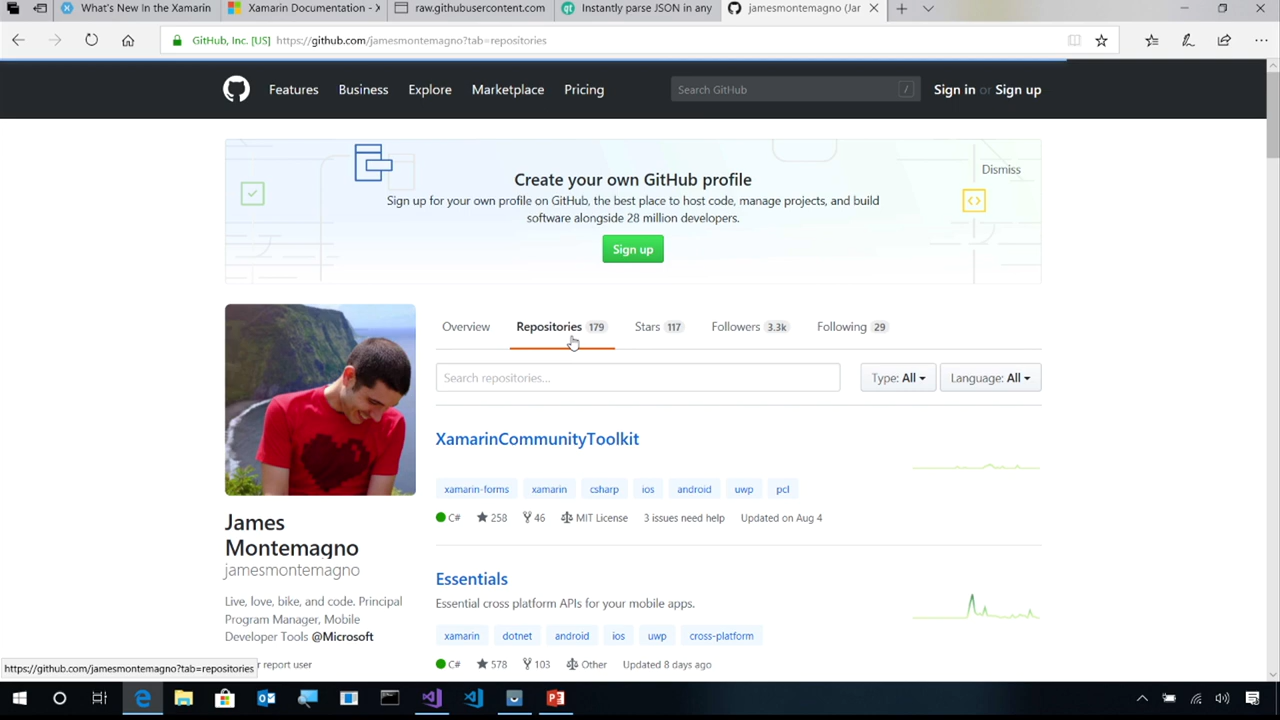 What's New In the Xamarin
Xamarin Documentation - X
raw.githubusercontent.com
Instantly parse JSON in any
jamesmontemagno (Jar
GitHub, Inc. [US] https://github.com/jamesmontemagno?tab=repositories
Features
Business
Explore
Marketplace
Pricing
Search GitHub /
Sign in or Sign up
Create your own GitHub profile
Dismiss
Sign up for your own profile on GitHub, the best place to host code, manage projects, and build
software alongside 28 million developers.
Sign up
Overview
Repositories 179
Stars 117
Followers 3.3k
Following 29
Search repositories...
Type: All
Language: All
XamarinCommunityToolkit
xamarin-forms xamarin csharp ios android uwp pcl
C# 258 46 MIT License 3 issues need help Updated on Aug 4
James
Montemagno
jamesmontemagno
Live, love, bike, and code. Principal
Program Manager, Mobile
Developer Tools @Microsoft
r report user
Essentials
Essential cross platform APIs for your mobile apps.
xamarin dotnet android ios uwp cross-platform
C# 578 103 Other Updated 8 days ago
https://github.com/jamesmontemagno?tab=repositories